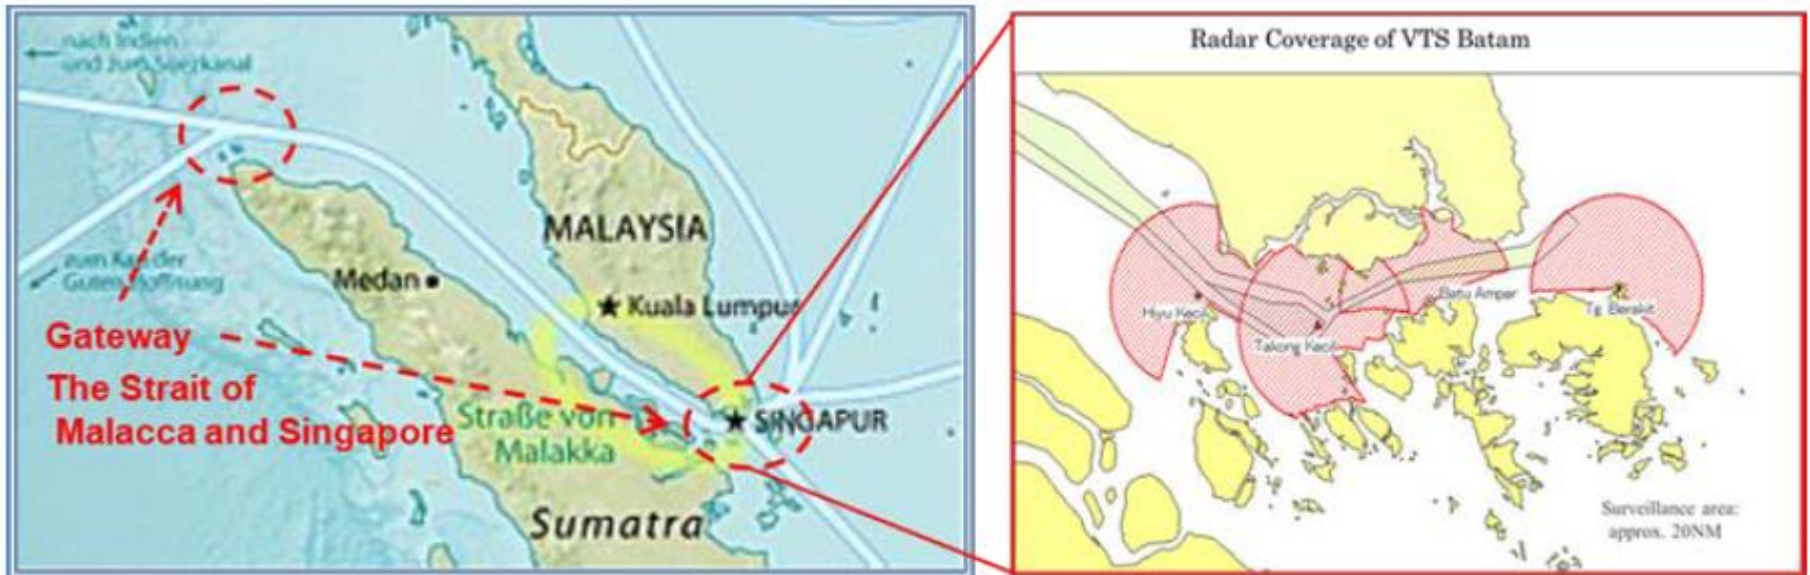 nach Indien
und zum Suezkanal
zum Kap der
Guten Hoffnung
MALAYSIA
Medan
Kuala Lumpur
Gateway
The Strait of
Malacca and Singapore
Straße von
Malakka
SINGAPUR
Sumatra
Radar Coverage of VTS Batam
Hiyu Kecil
Takong Kecil
Batu Ampar
Tg. Berakit
Surveillance area:
approx. 20NM